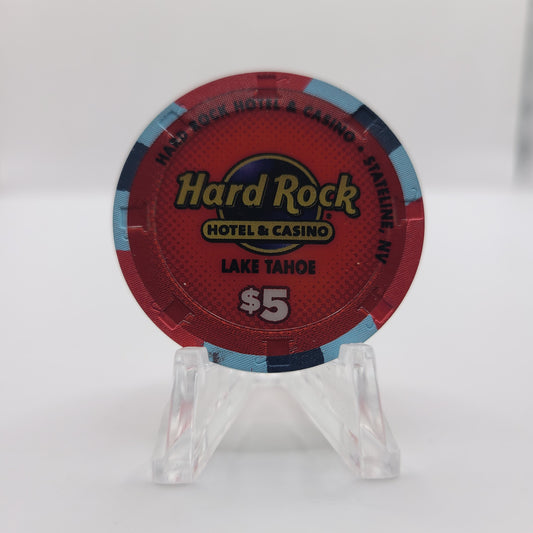 HARD ROCK HOTEL & CASINO • STATELINE, NV
Hard Rock
®
HOTEL & CASINO
LAKE TAHOE
$5